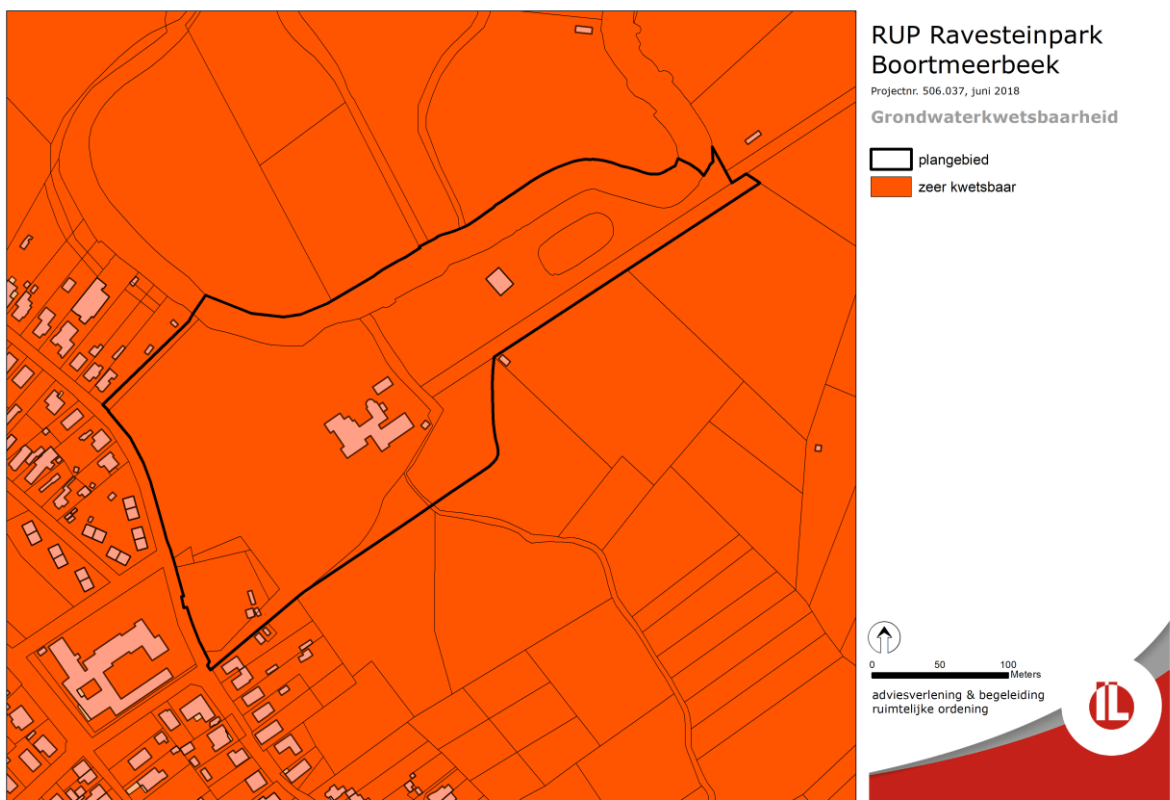 RUP Ravesteinpark
Boortmeerbeek
Projectnr. 506.037, juni 2018
Grondwaterkwetsbaarheid
plangebied
zeer kwetsbaar
0 50 100
Meters
adviesverlening & begeleiding
ruimtelijke ordening
iL